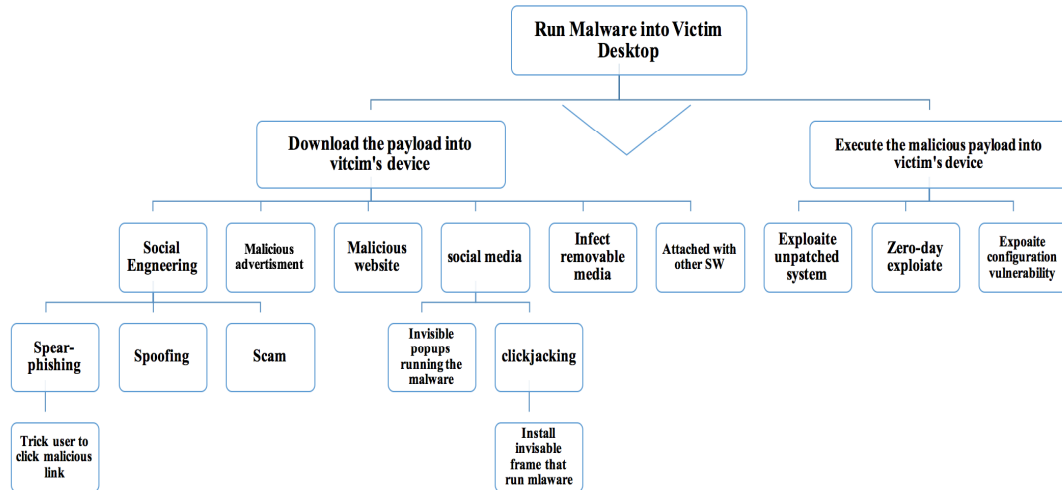 Run Malware into Victim
Desktop
Download the payload into
vitcim's device
Execute the malicious payload into
victim's device
Social
Engneering
Malicious
advertisment
Malicious
website
social media
Infect
removable
media
Attached with
other SW
Exploaite
unpatched
system
Zero-day
exploiate
Expoaite
configuration
vulnerability
Spear-
phishing
Spoofing
Scam
Invisible
popups
running the
malware
clickjacking
Trick user to
click malicious
link
Install
invisable
frame that
run mlaware